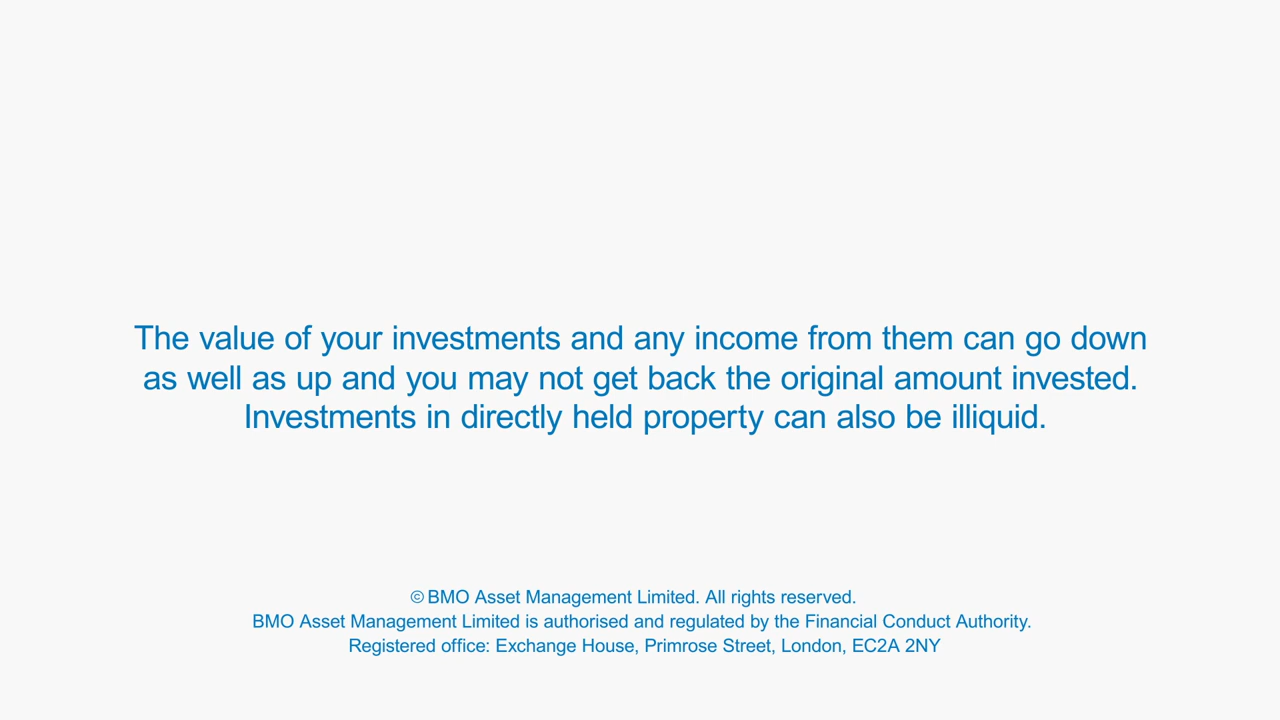 The value of your investments and any income from them can go down
as well as up and you may not get back the original amount invested.
Investments in directly held property can also be illiquid.
© BMO Asset Management Limited. All rights reserved.
BMO Asset Management Limited is authorised and regulated by the Financial Conduct Authority.
Registered office: Exchange House, Primrose Street, London, EC2A 2NY